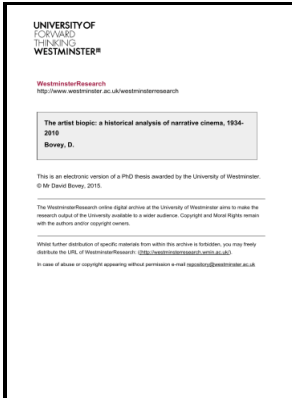 UNIVERSITY OF
FORWARD
THINKING
WESTMINSTER
WestminsterResearch
http://www.westminster.ac.uk/westminsterresearch
The artist biopic: a historical analysis of narrative cinema, 1934-
2010
Bovey, D.
This is an electronic version of a PhD thesis awarded by the University of Westminster.
© Mr David Bovey, 2015.
The WestminsterResearch online digital archive at the University of Westminster aims to make the
research output of the University available to a wider audience. Copyright and Moral Rights remain
with the authors and/or copyright owners.
Whilst further distribution of specific materials from within this archive is forbidden, you may freely
distribute the URL of WestminsterResearch: (http://westminsterresearch.wmin.ac.uk/).
In case of abuse or copyright appearing without permission e-mail repository@westminster.ac.uk